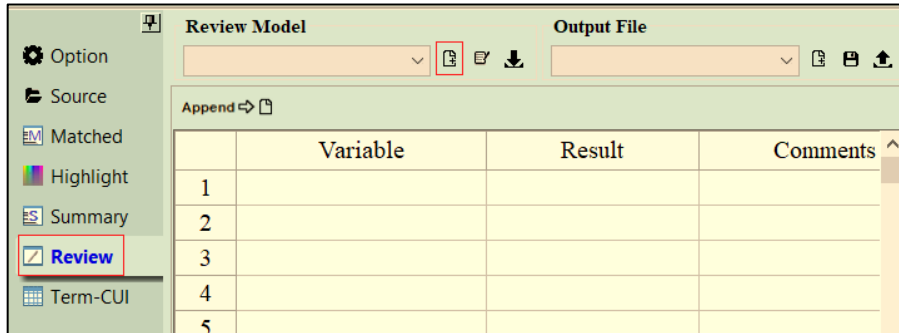 Review Model
Output File
Option
Source
Matched
Highlight
Summary
Review
Term-CUI
Append
Variable Result Comments
1
2
3
4
5